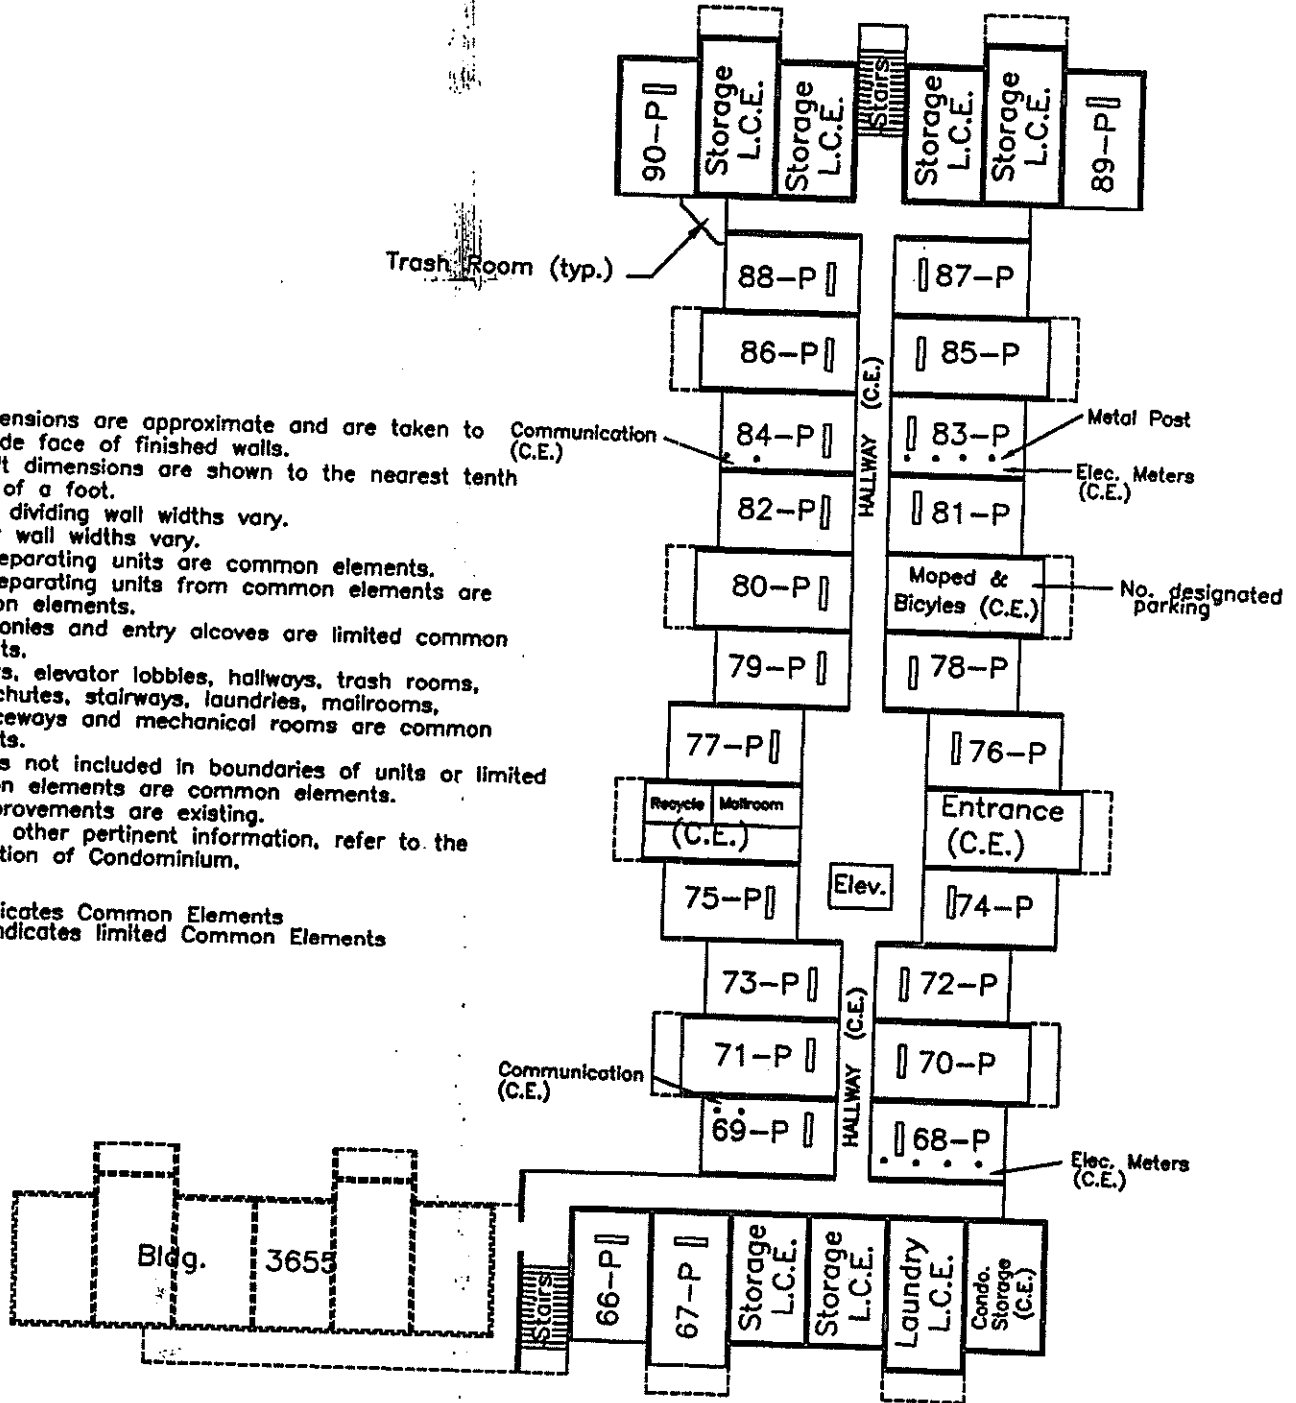 90-P
Storage
L.C.E.
Storage
L.C.E.
Stairs
Storage
L.C.E.
Storage
L.C.E.
89-P
Trash Room (typ.)
88-P
87-P
86-P
85-P
HALLWAY (C.E.)
ensions are approximate and are taken to
de face of finished walls.
't dimensions are shown to the nearest tenth
of a foot.
dividing wall widths vary.
wall widths vary.
eparating units are common elements.
eparating units from common elements are
on elements.
onies and entry alcoves are limited common
ts.
s, elevator lobbies, hallways, trash rooms,
chutes, stairways, laundries, mailrooms,
ceways and mechanical rooms are common
ts.
s not included in boundaries of units or limited
n elements are common elements.
provements are existing.
other pertinent information, refer to the
tion of Condominium.
icates Common Elements
ndicates limited Common Elements
Communication
(C.E.)
84-P
83-P
Metal Post
Elec. Meters
(C.E.)
82-P
81-P
80-P
Moped &
Bicyles (C.E.)
No. designated
parking
79-P
78-P
77-P
76-P
Recycle
Mailroom
(C.E.)
Entrance
(C.E.)
Elev.
75-P
74-P
73-P
72-P
HALLWAY (C.E.)
71-P
70-P
Communication
(C.E.)
69-P
68-P
Elec. Meters
(C.E.)
Bldg. 3655
Stairs
66-P
67-P
Storage
L.C.E.
Storage
L.C.E.
Laundry
L.C.E.
Condo.
Storage
(C.E.)